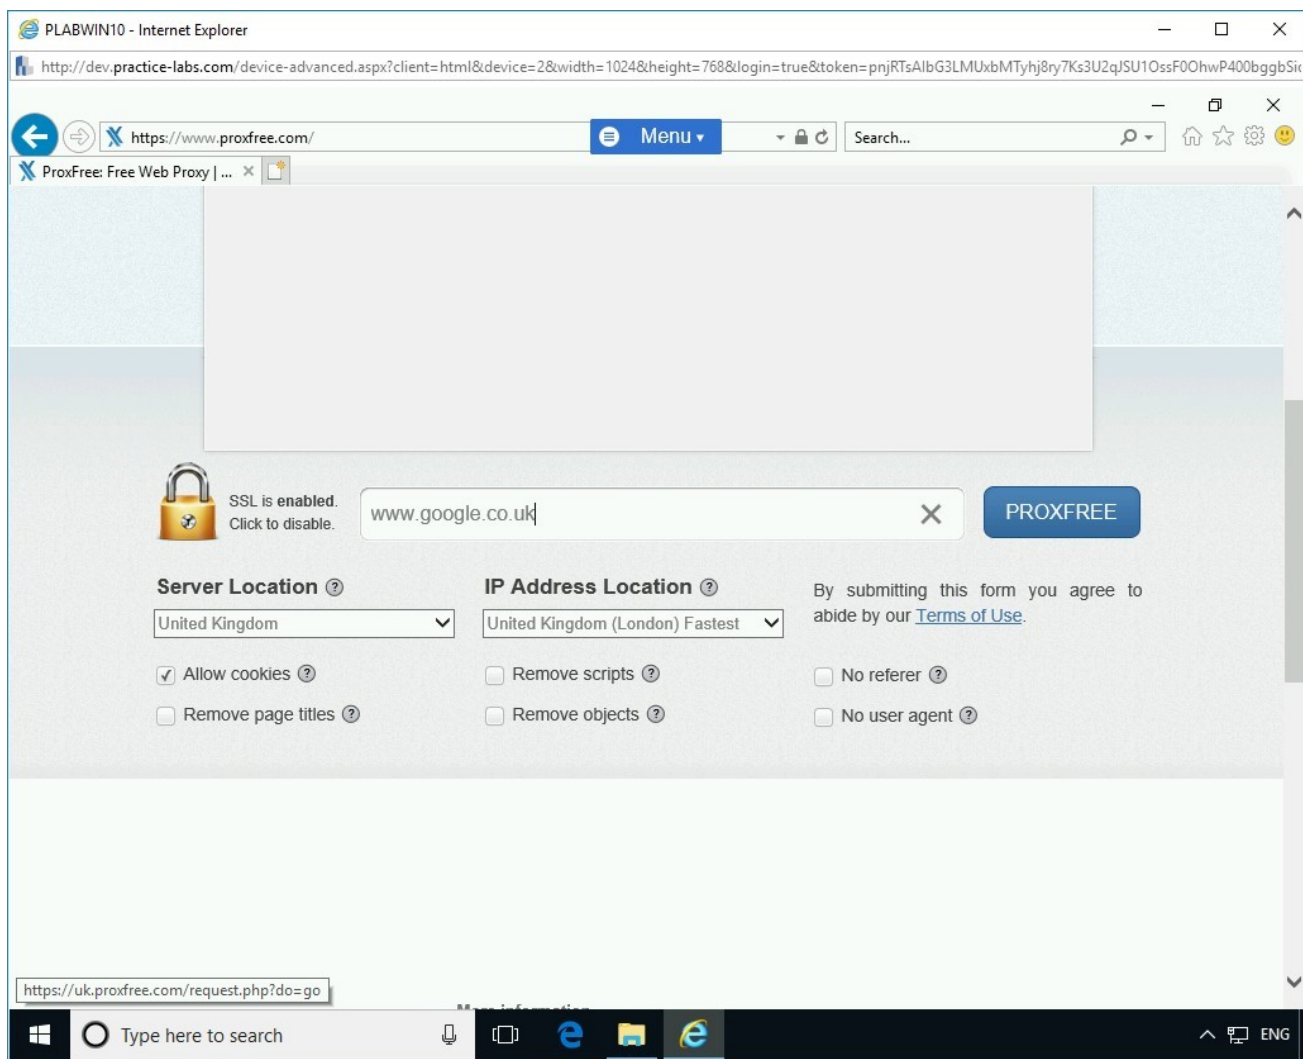 PLABWIN10 - Internet Explorer
http://dev.practice-labs.com/device-advanced.aspx?client=html&device=2&width=1024&height=768&login=true&token=pnjRTsAlbG3LMUxbMTyhj8ry7Ks3U2qJSU1OssF0OhwP400bggbSic
https://www.proxfree.com/
Menu
Search...
ProxFree: Free Web Proxy | ...
SSL is enabled.
Click to disable.
www.google.co.uk
PROXFREE
Server Location ?
IP Address Location ?
By submitting this form you agree to
abide by our Terms of Use.
United Kingdom
United Kingdom (London) Fastest
Allow cookies ?
Remove scripts ?
No referer ?
Remove page titles ?
Remove objects ?
No user agent ?
https://uk.proxfree.com/request.php?do=go
More information
Type here to search
ENG